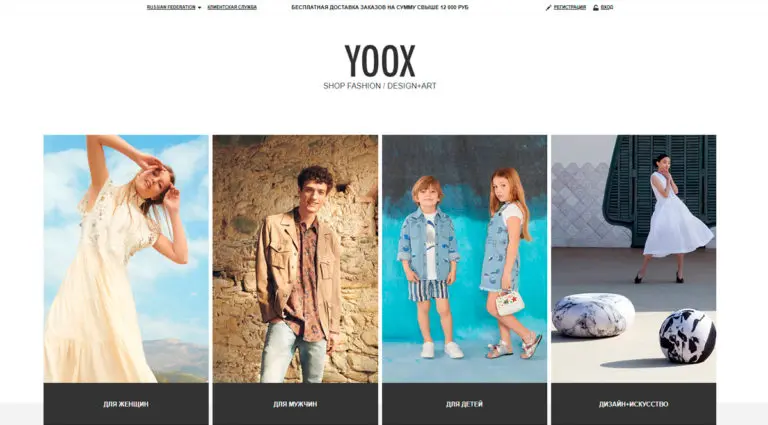 RUSSIAN FEDERATION
КЛИЕНТСКАЯ СЛУЖБА
БЕСПЛАТНАЯ ДОСТАВКА ЗАКАЗОВ НА СУММУ СВЫШЕ 12 000 РУБ
РЕГИСТРАЦИЯ
ВХОД
YOOX
SHOP FASHION / DESIGN+ART
ДЛЯ ЖЕНЩИН
ДЛЯ МУЖЧИН
ДЛЯ ДЕТЕЙ
ДИЗАЙН+ИСКУССТВО